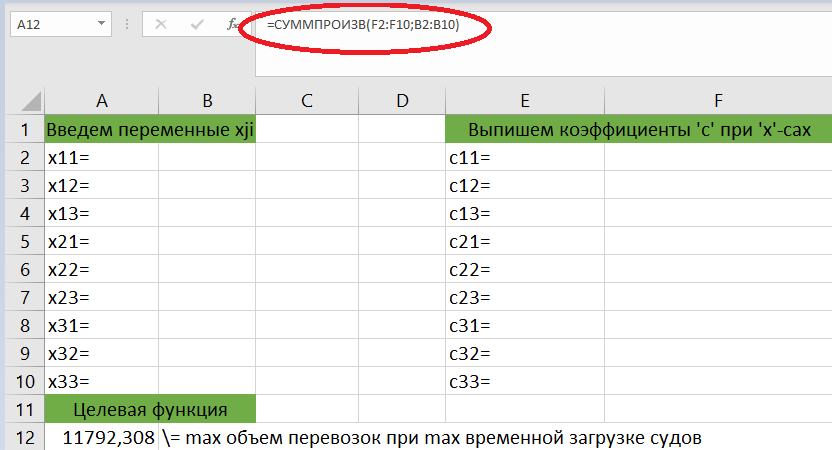 A12 fx =СУММПРОИЗВ(F2:F10;B2:B10)
A B C D E F
1 Введем переменные xji Выпишем коэффициенты 'c' при 'x'-сах
2 x11= c11=
3 x12= c12=
4 x13= c13=
5 x21= c21=
6 x22= c22=
7 x23= c23=
8 x31= c31=
9 x32= c32=
10 x33= c33=
11 Целевая функция
12 11792,308 \= max объем перевозок при max временной загрузке судов